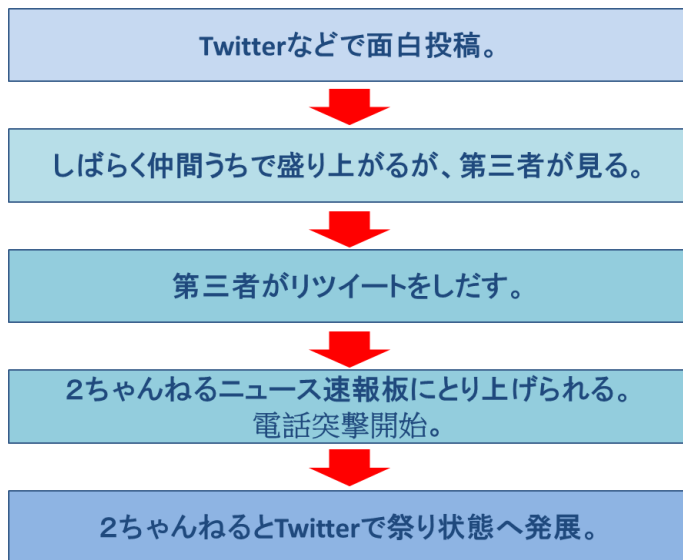 Twitterなどで面白投稿。
しばらく仲間うちで盛り上がるが、第三者が見る。
第三者がリツイートをしだす。
２ちゃんねるニュース速報板にとり上げられる。
電話突撃開始。
２ちゃんねるとTwitterで祭り状態へ発展。